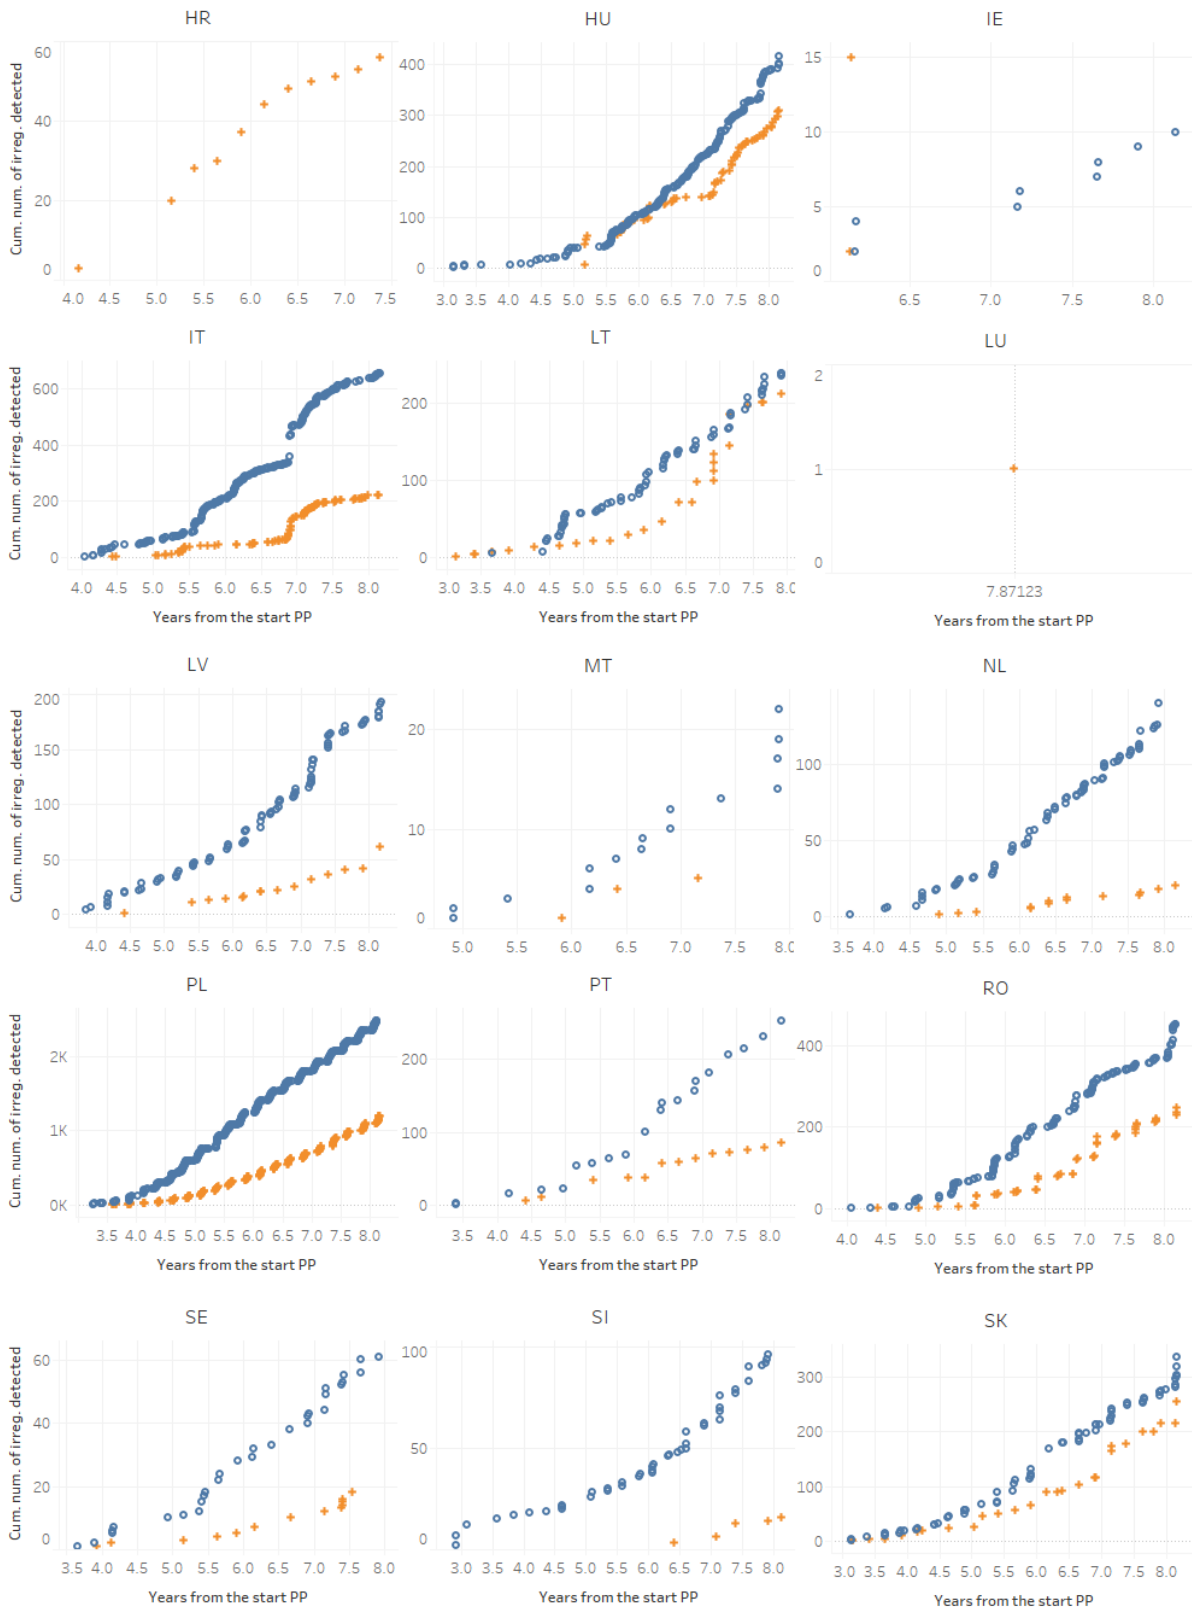 HR
HU
IE
Cum. num. of irreg. detected
60
40
20
0
4.0 4.5 5.0 5.5 6.0 6.5 7.0 7.5
400
300
200
100
0
3.0 3.5 4.0 4.5 5.0 5.5 6.0 6.5 7.0 7.5 8.0
15
10
5
0
6.5 7.0 7.5 8.0
IT
LT
LU
Cum. num. of irreg. detected
600
400
200
0
4.0 4.5 5.0 5.5 6.0 6.5 7.0 7.5 8.0
Years from the start PP
200
100
0
3.0 3.5 4.0 4.5 5.0 5.5 6.0 6.5 7.0 7.5 8.0
Years from the start PP
2
1
0
7.87123
Years from the start PP
LV
MT
NL
Cum. num. of irreg. detected
200
150
100
50
0
4.0 4.5 5.0 5.5 6.0 6.5 7.0 7.5 8.0
20
10
0
5.0 5.5 6.0 6.5 7.0 7.5 8.0
100
50
0
3.5 4.0 4.5 5.0 5.5 6.0 6.5 7.0 7.5 8.0
PL
PT
RO
Cum. num. of irreg. detected
2K
1K
0K
3.5 4.0 4.5 5.0 5.5 6.0 6.5 7.0 7.5 8.0
Years from the start PP
200
100
0
3.5 4.0 4.5 5.0 5.5 6.0 6.5 7.0 7.5 8.0
Years from the start PP
400
200
0
4.0 4.5 5.0 5.5 6.0 6.5 7.0 7.5 8.0
Years from the start PP
SE
SI
SK
Cum. num. of irreg. detected
60
40
20
0
3.5 4.0 4.5 5.0 5.5 6.0 6.5 7.0 7.5 8.0
Years from the start PP
100
50
0
3.0 3.5 4.0 4.5 5.0 5.5 6.0 6.5 7.0 7.5 8.0
Years from the start PP
300
200
100
0
3.0 3.5 4.0 4.5 5.0 5.5 6.0 6.5 7.0 7.5 8.0
Years from the start PP